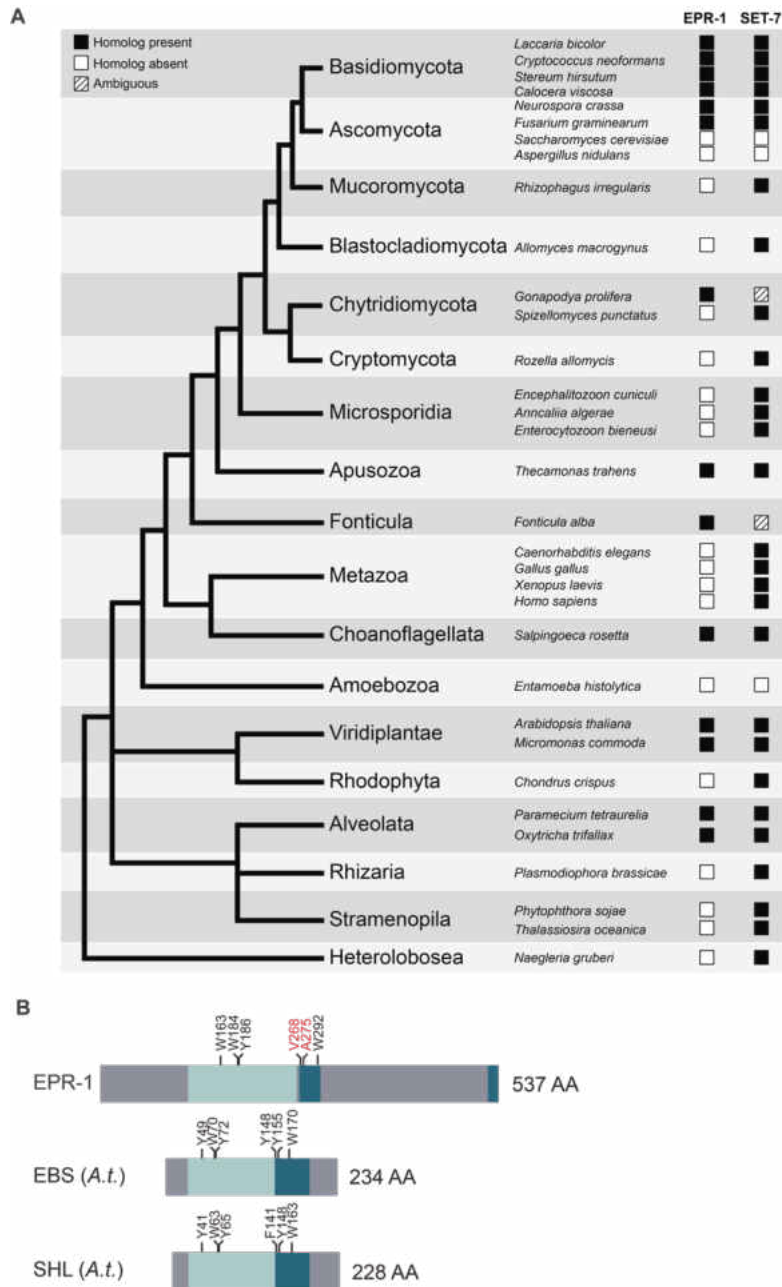 A
EPR-1 SET-7
Homolog present
Homolog absent
Ambiguous
Basidiomycota
Laccaria bicolor
Cryptococcus neoformans
Stereum hirsutum
Calocera viscosa
Ascomycota
Neurospora crassa
Fusarium graminearum
Saccharomyces cerevisiae
Aspergillus nidulans
Mucoromycota Rhizophagus irregularis
Blastocladiomycota Allomyces macrogynus
Chytridiomycota
Gonapodya prolifera
Spizellomyces punctatus
Cryptomycota Rozella allomycis
Microsporidia
Encephalitozoon cuniculi
Anncaliia algerae
Enterocytozoon bieneusi
Apusozoa Thecamonas trahens
Fonticula Fonticula alba
Metazoa
Caenorhabditis elegans
Gallus gallus
Xenopus laevis
Homo sapiens
Choanoflagellata Salpingoeca rosetta
Amoebozoa Entamoeba histolytica
Viridiplantae
Arabidopsis thaliana
Micromonas commoda
Rhodophyta Chondrus crispus
Alveolata
Paramecium tetraurelia
Oxytricha trifallax
Rhizaria Plasmodiophora brassicae
Stramenopila
Phytophthora sojae
Thalassiosira oceanica
Heterolobosea Naegleria gruberi
B
W163 W184 Y186 V268 A275 W292
EPR-1 537 AA
Y49 W70 Y72 Y148 Y155 W170
EBS (A.t.) 234 AA
Y41 W63 Y65 F141 Y148 W163
SHL (A.t.) 228 AA